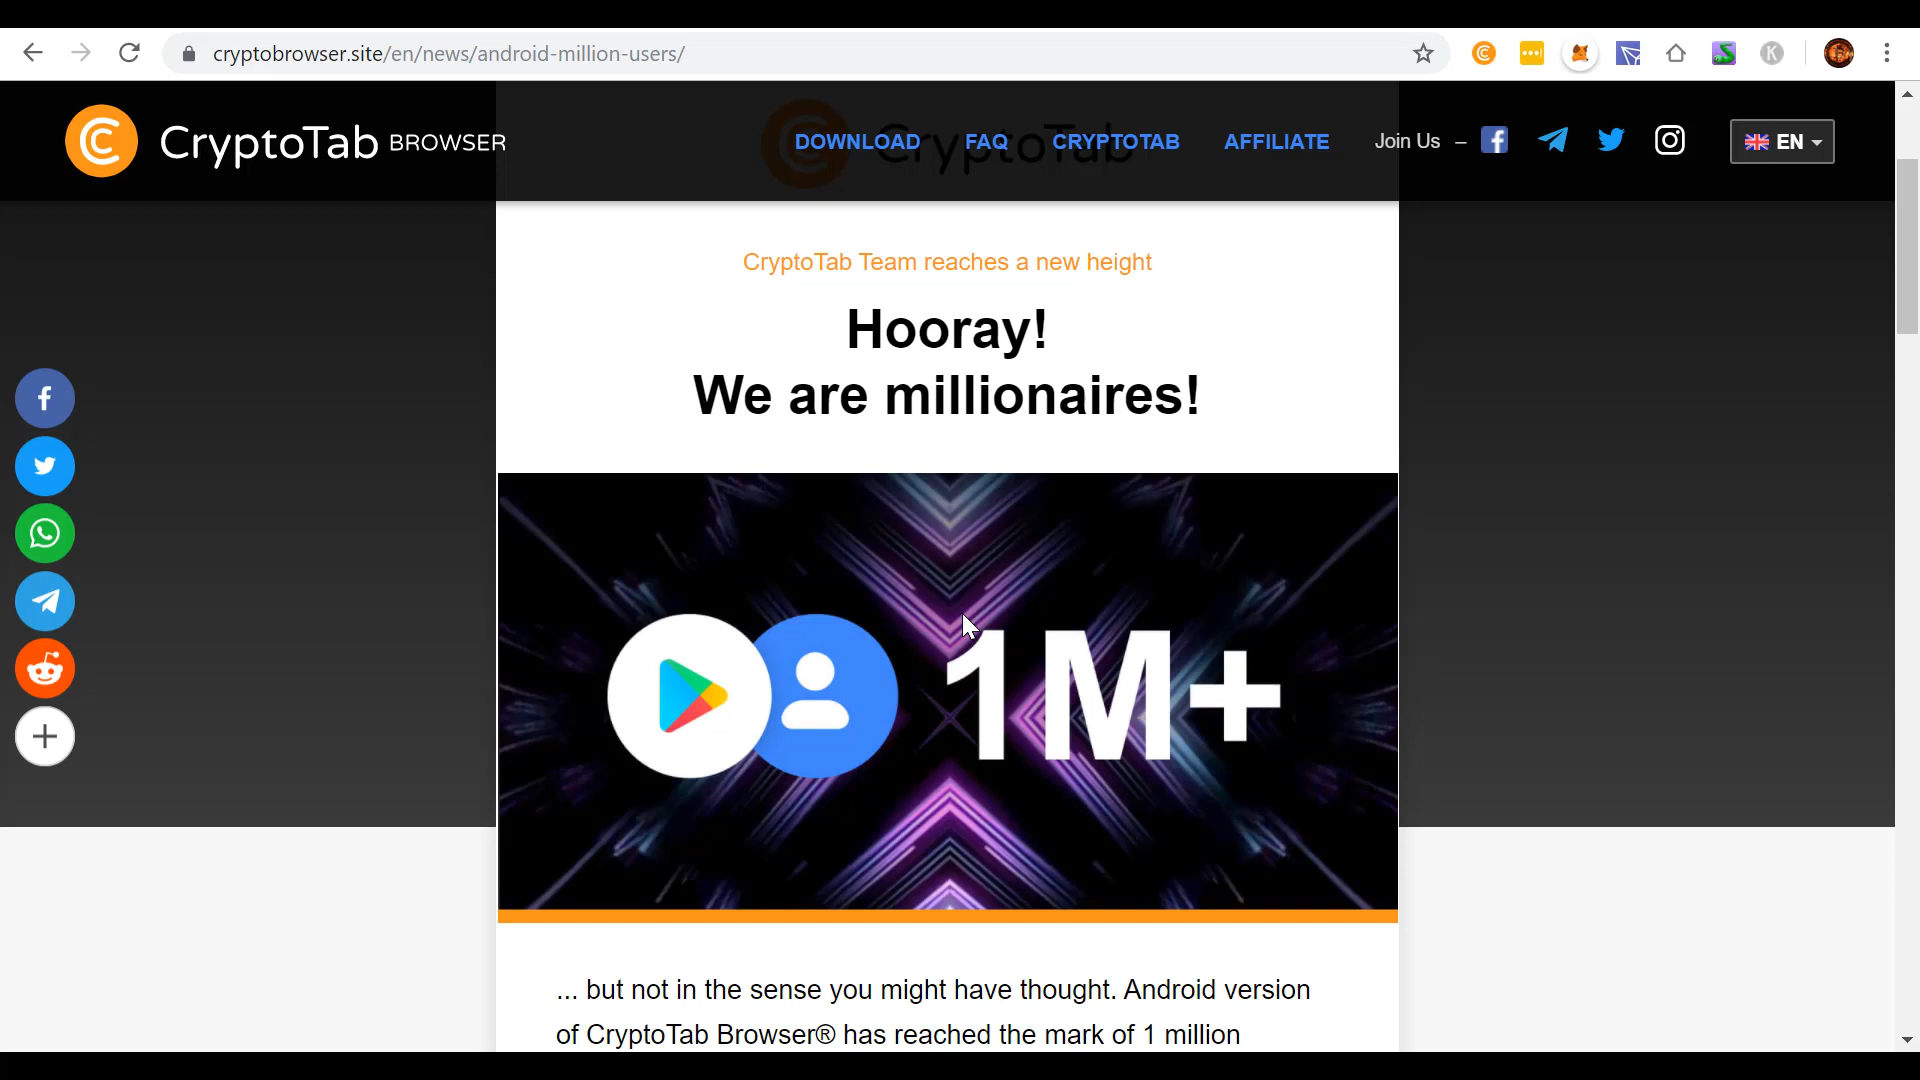 cryptobrowser.site/en/news/android-million-users/
K
CryptoTab BROWSER
DOWNLOAD
FAQ
CRYPTOTAB
AFFILIATE
Join Us –
EN
CryptoTab
CryptoTab Team reaches a new height
Hooray!
We are millionaires!
1M+
... but not in the sense you might have thought. Android version
of CryptoTab Browser® has reached the mark of 1 million